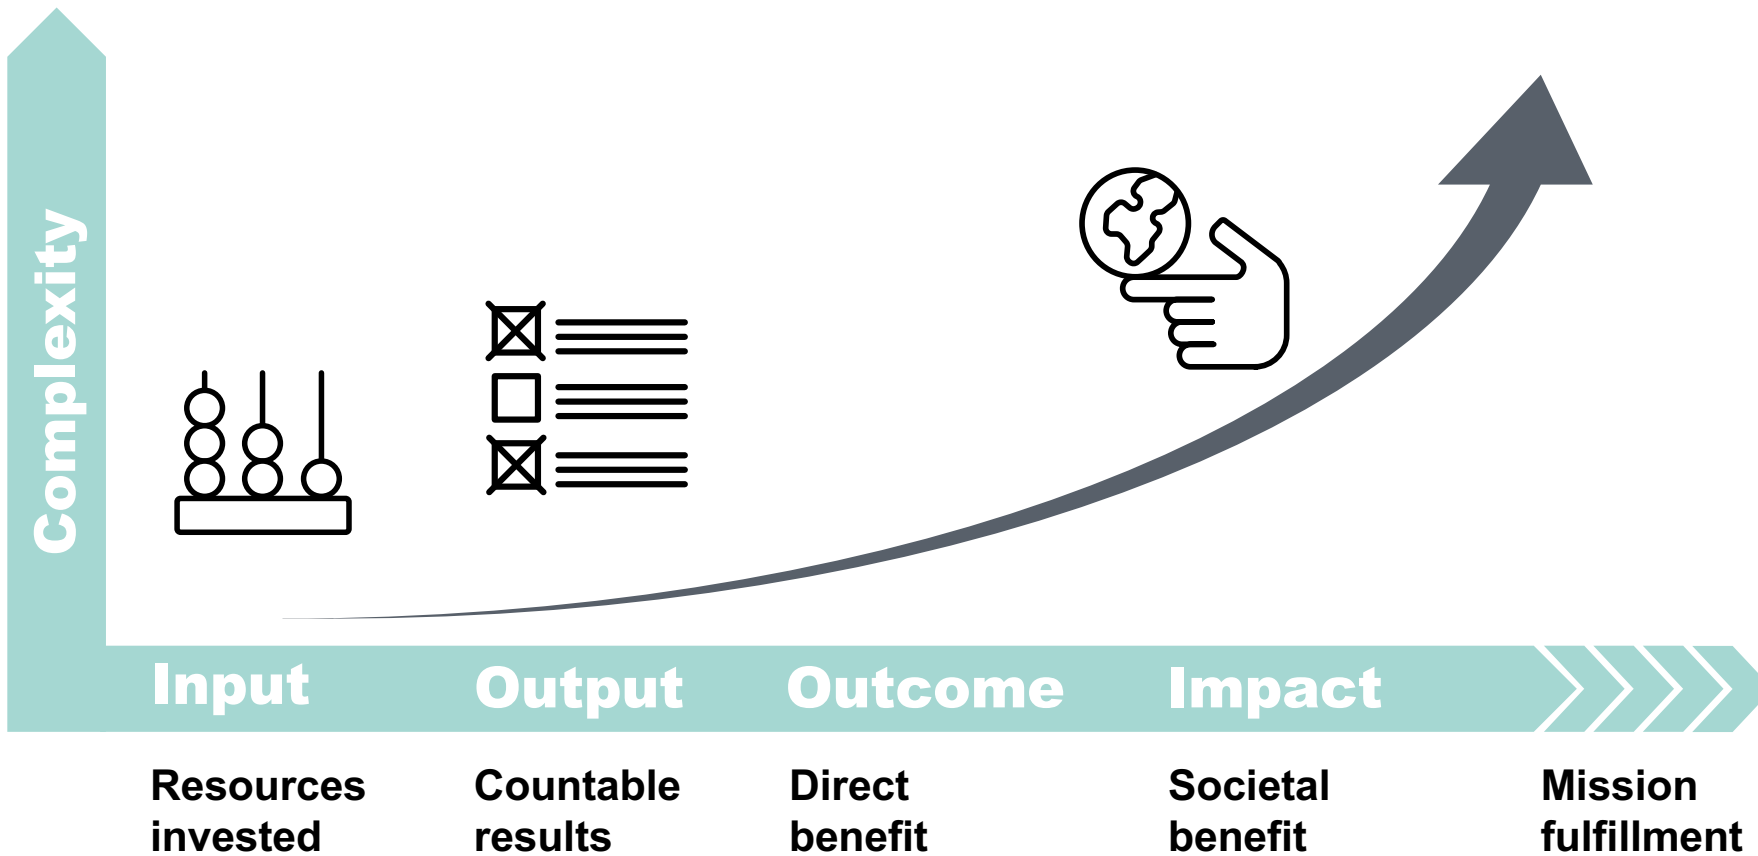 Complexity
Input
Output
Outcome
Impact
Resources
invested
Countable
results
Direct
benefit
Societal
benefit
Mission
fulfillment